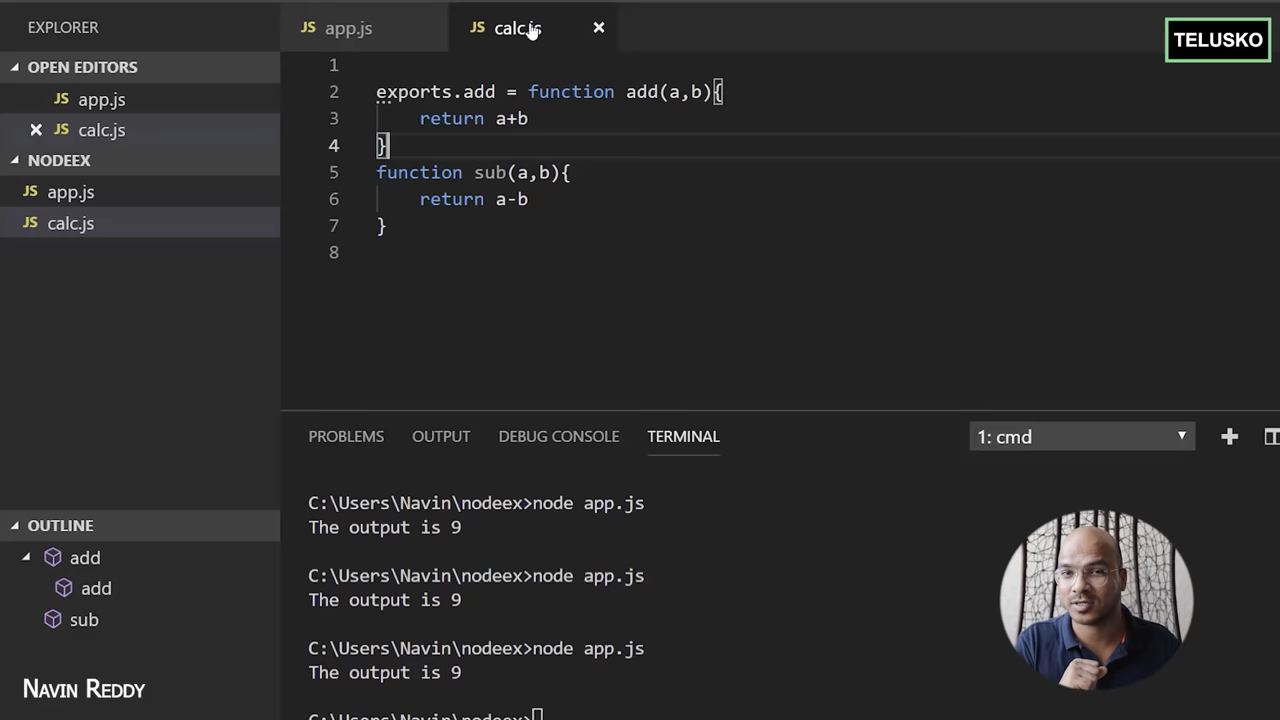 EXPLORER
OPEN EDITORS
JS app.js
JS calc.js
NODEEX
JS app.js
JS calc.js
OUTLINE
add
add
sub
NAVIN REDDY
JS app.js
JS calc.js
TELUSKO
1
2 exports.add = function add(a,b){
3 return a+b
4 }
5 function sub(a,b){
6 return a-b
7 }
8
PROBLEMS OUTPUT DEBUG CONSOLE TERMINAL
1: cmd
C:\Users\Navin\nodeex>node app.js
The output is 9
C:\Users\Navin\nodeex>node app.js
The output is 9
C:\Users\Navin\nodeex>node app.js
The output is 9
C:\Users\Navin\nodeex>